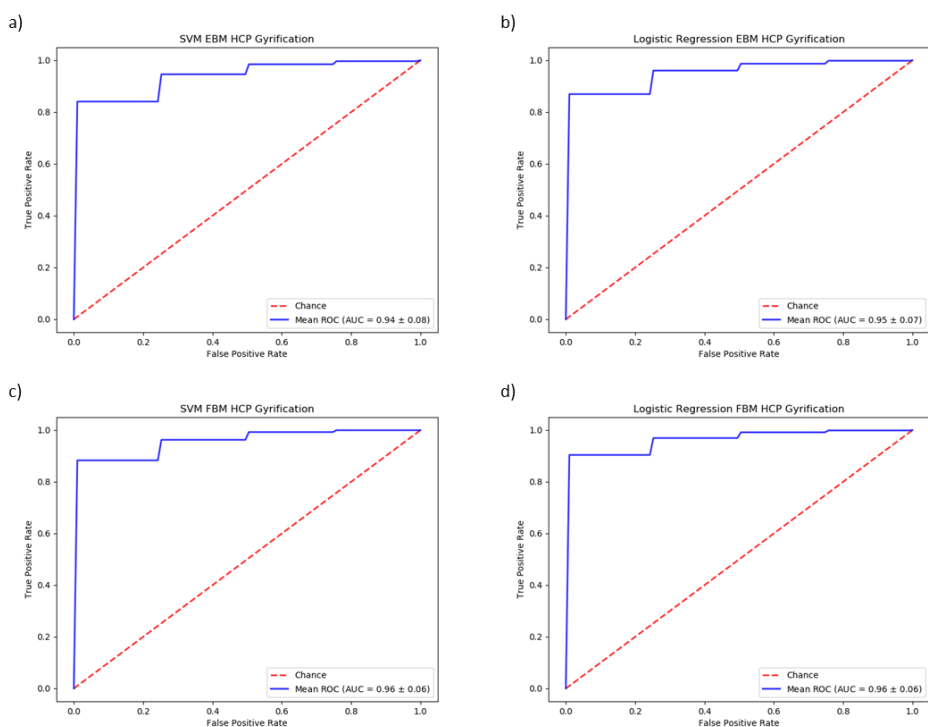 a)
SVM EBM HCP Gyrification
1.0
0.8
0.6
0.4
0.2
0.0
True Positive Rate
0.0 0.2 0.4 0.6 0.8 1.0
False Positive Rate
Chance
Mean ROC (AUC = 0.94 ± 0.08)
b)
Logistic Regression EBM HCP Gyrification
1.0
0.8
0.6
0.4
0.2
0.0
True Positive Rate
0.0 0.2 0.4 0.6 0.8 1.0
False Positive Rate
Chance
Mean ROC (AUC = 0.95 ± 0.07)
c)
SVM FBM HCP Gyrification
1.0
0.8
0.6
0.4
0.2
0.0
True Positive Rate
0.0 0.2 0.4 0.6 0.8 1.0
False Positive Rate
Chance
Mean ROC (AUC = 0.96 ± 0.06)
d)
Logistic Regression FBM HCP Gyrification
1.0
0.8
0.6
0.4
0.2
0.0
True Positive Rate
0.0 0.2 0.4 0.6 0.8 1.0
False Positive Rate
Chance
Mean ROC (AUC = 0.96 ± 0.06)